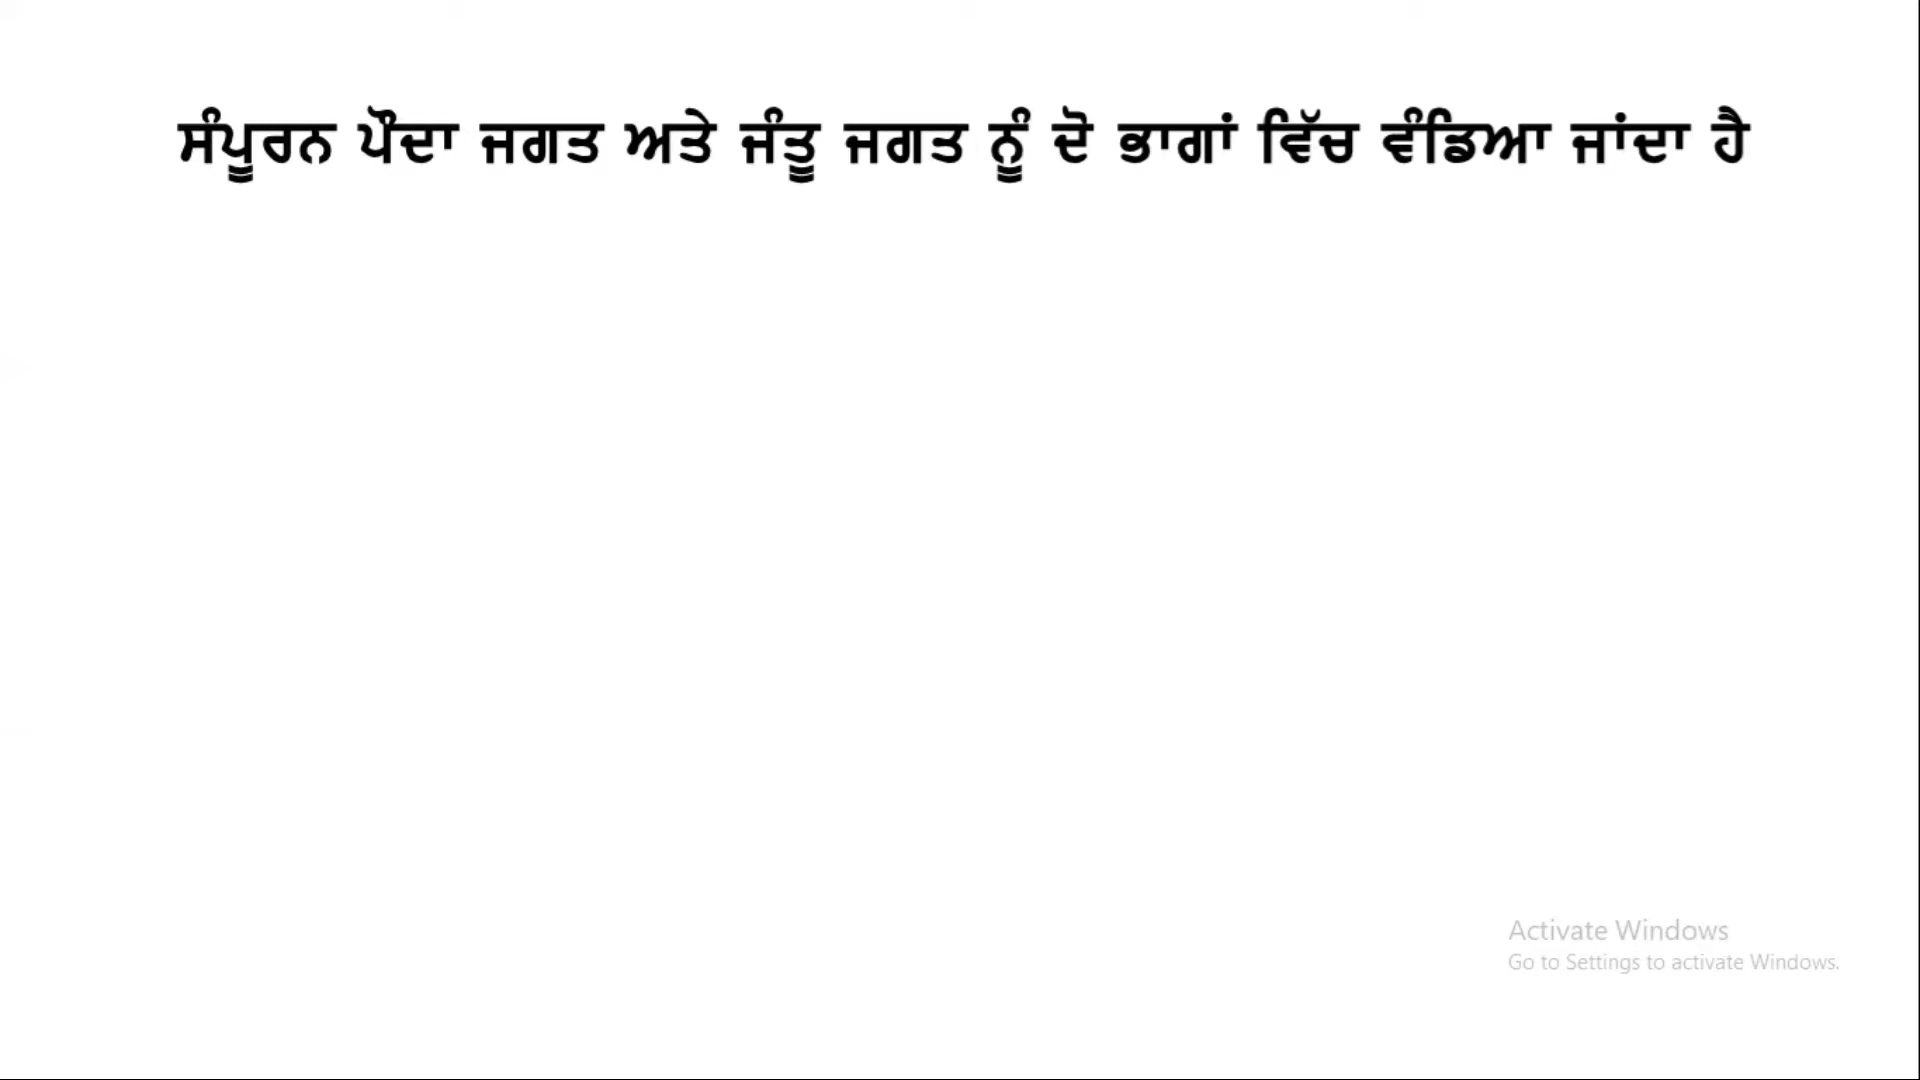 ਸੰਪੂਰਨ ਪੌਦਾ ਜਗਤ ਅਤੇ ਜੰਤੂ ਜਗਤ ਨੂੰ ਦੋ ਭਾਗਾਂ ਵਿੱਚ ਵੰਡਿਆ ਜਾਂਦਾ ਹੈ
Activate Windows
Go to Settings to activate Windows.